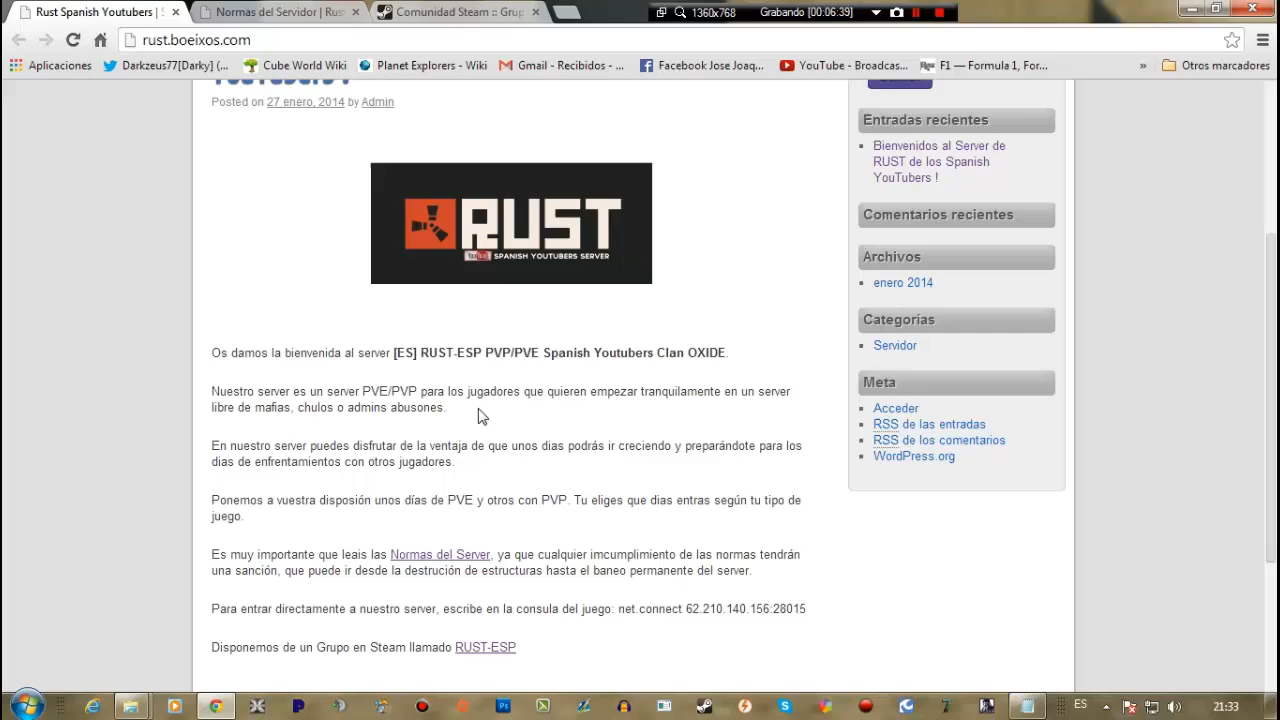 Rust Spanish Youtubers | S
Normas del Servidor | Rus
Comunidad Steam :: Grup
1360x768
Grabando [00:06:39]
rust.boeixos.com
Aplicaciones
Darkzeus77[Darky] (...
Cube World Wiki
Planet Explorers - Wiki
Gmail - Recibidos - ...
Facebook Jose Joaq...
YouTube - Broadcas...
F1 — Formula 1, For...
»
Otros marcadores
Posted on 27 enero, 2014 by Admin
RUST
SPANISH YOUTUBERS SERVER
Os damos la bienvenida al server [ES] RUST-ESP PVP/PVE Spanish Youtubers Clan OXIDE.
Nuestro server es un server PVE/PVP para los jugadores que quieren empezar tranquilamente en un server
libre de mafias, chulos o admins abusones.
En nuestro server puedes disfrutar de la ventaja de que unos dias podrás ir creciendo y preparándote para los
dias de enfrentamientos con otros jugadores.
Ponemos a vuestra disposión unos días de PVE y otros con PVP. Tu eliges que dias entras según tu tipo de
juego.
Es muy importante que leais las Normas del Server, ya que cualquier imcumplimiento de las normas tendrán
una sanción, que puede ir desde la destrución de estructuras hasta el baneo permanente del server.
Para entrar directamente a nuestro server, escribe en la consula del juego: net.connect 62.210.140.156:28015
Disponemos de un Grupo en Steam llamado RUST-ESP
Entradas recientes
Bienvenidos al Server de
RUST de los Spanish
YouTubers !
Comentarios recientes
Archivos
enero 2014
Categorías
Servidor
Meta
Acceder
RSS de las entradas
RSS de los comentarios
WordPress.org
ES
21:33